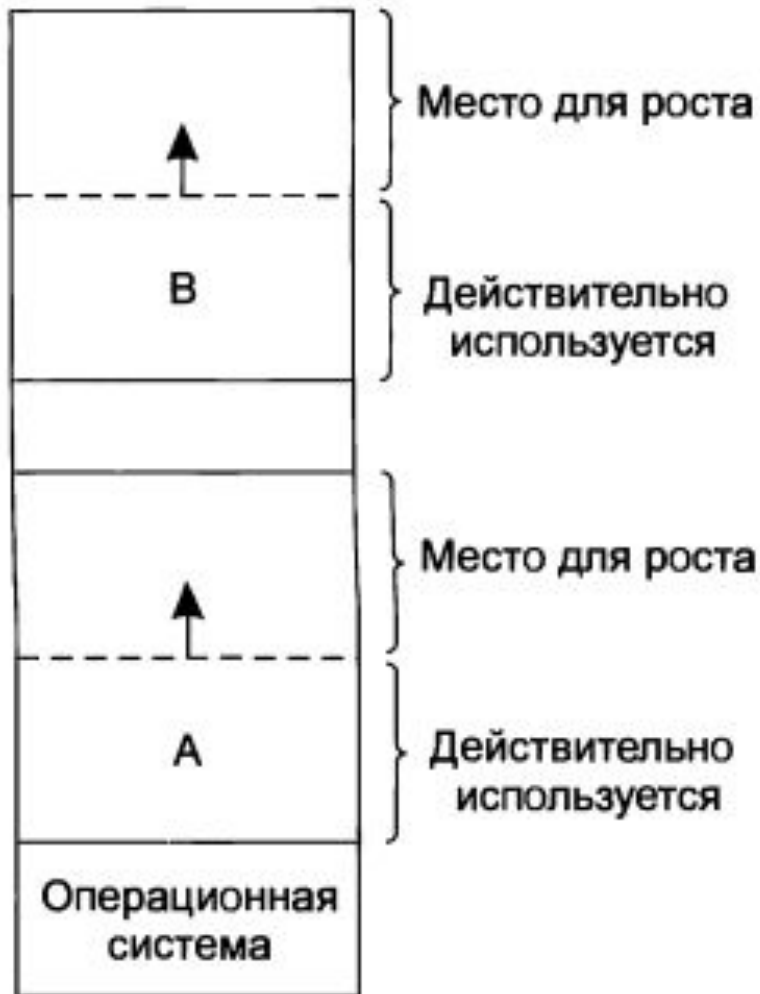 Место для роста
В
Действительно
используется
Место для роста
А
Действительно
используется
Операционная
система